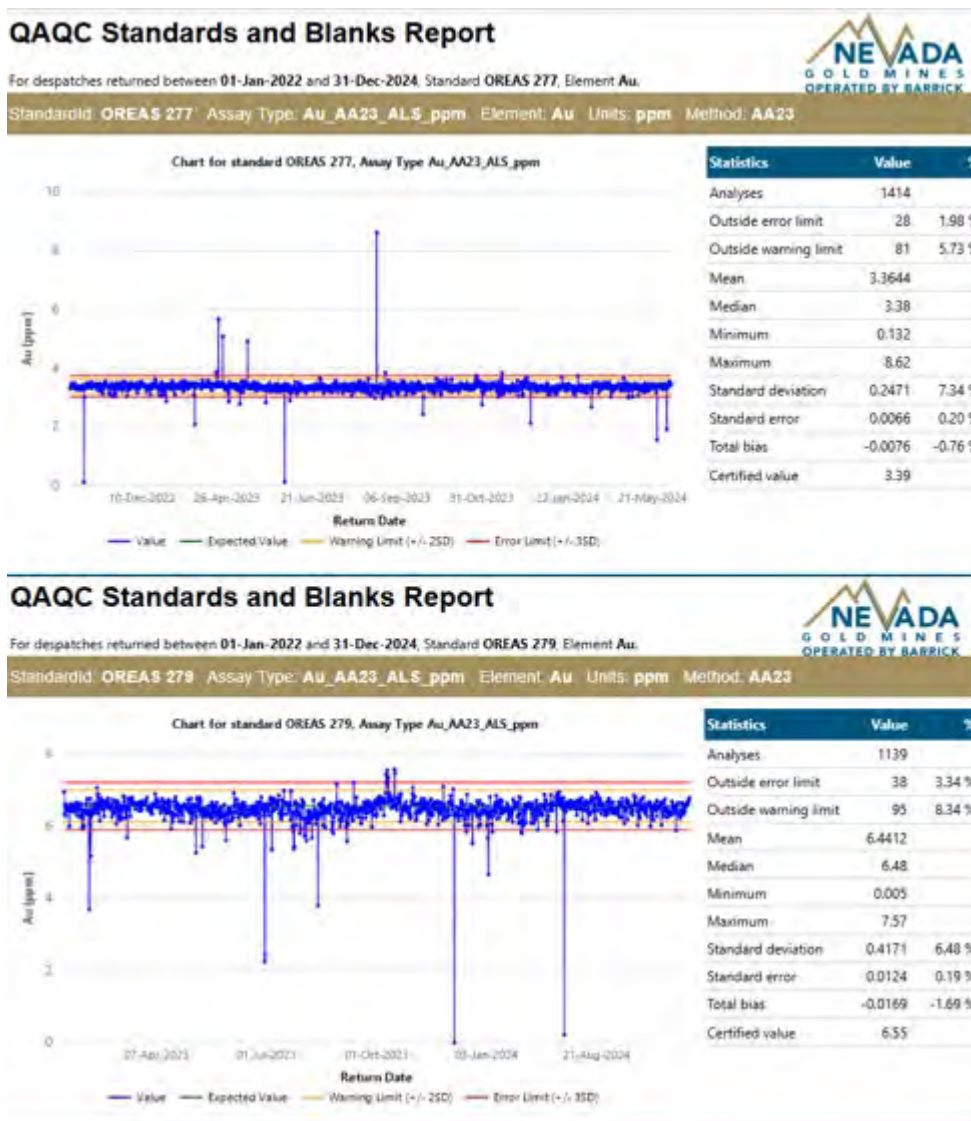 QAQC Standards and Blanks Report
NEVADA
GOLD MINES
OPERATED BY BARRICK
For despatches returned between 01-Jan-2022 and 31-Dec-2024, Standard OREAS 277, Element Au.
StandardId: OREAS 277 Assay Type: Au_AA23_ALS_ppm Element: Au Units: ppm Method: AA23
Chart for standard OREAS 277, Assay Type Au_AA23_ALS_ppm
Au (ppm)
10
8
6
4
2
0
10-Dec-2022 26-Apr-2023 21-Jun-2023 06-Sep-2023 31-Oct-2023 22-Jan-2024 21-May-2024
Return Date
Value Expected Value Warning Limit (+/- 2SD) Error Limit (+/- 3SD)
Statistics Value
Analyses 1414
Outside error limit 28 1.98
Outside warning limit 81 5.73
Mean 3.3644
Median 3.38
Minimum 0.132
Maximum 8.62
Standard deviation 0.2471 7.34
Standard error 0.0066 0.20
Total bias -0.0076 -0.76
Certified value 3.39
QAQC Standards and Blanks Report
NEVADA
GOLD MINES
OPERATED BY BARRICK
For despatches returned between 01-Jan-2022 and 31-Dec-2024, Standard OREAS 279, Element Au.
StandardId: OREAS 279 Assay Type: Au_AA23_ALS_ppm Element: Au Units: ppm Method: AA23
Chart for standard OREAS 279, Assay Type Au_AA23_ALS_ppm
Au (ppm)
8
6
4
2
0
07-Apr-2023 03-Jan-2024 21-Aug-2024
Return Date
Value Expected Value Warning Limit (+/- 2SD) Error Limit (+/- 3SD)
Statistics Value %
Analyses 1139
Outside error limit 38 3.34 %
Outside warning limit 95 8.34 %
Mean 6.4412
Median 6.48
Minimum 0.005
Maximum 7.57
Standard deviation 0.4171 6.48 %
Standard error 0.0124 0.19 %
Total bias -0.0169 -1.69 %
Certified value 6.55